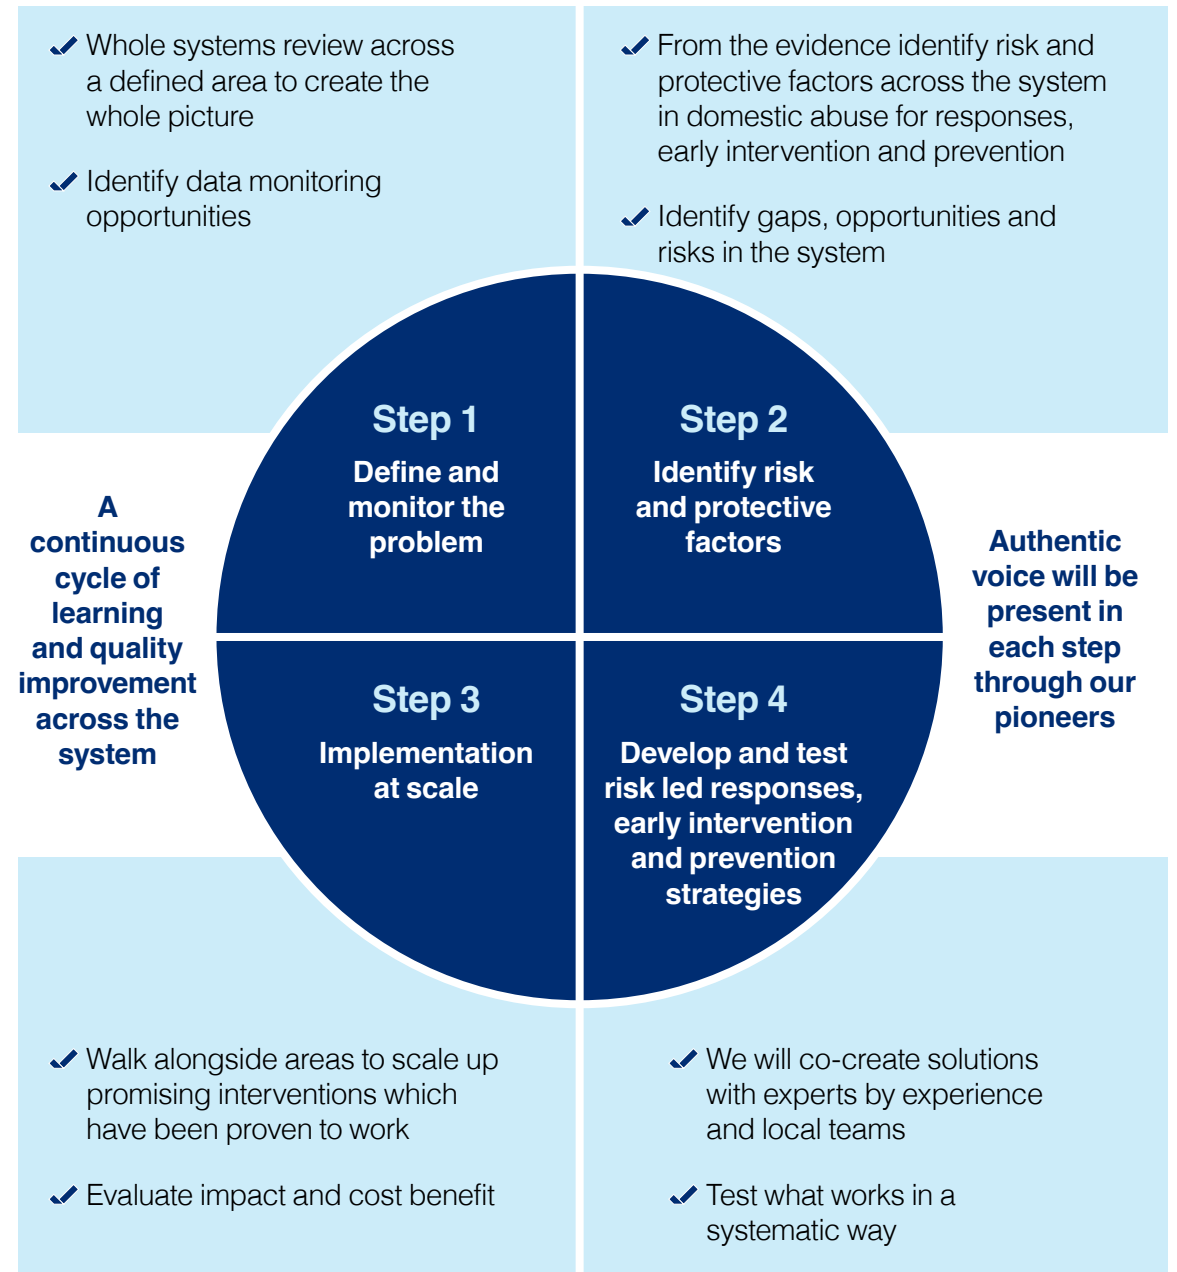 Whole systems review across
a defined area to create the
whole picture
Identify data monitoring
opportunities
From the evidence identify risk and
protective factors across the system
in domestic abuse for responses,
early intervention and prevention
Identify gaps, opportunities and
risks in the system
Step 1
Define and
monitor the
problem
Step 2
Identify risk
and protective
factors
A
continuous
cycle of
learning
and quality
improvement
across the
system
Authentic
voice will be
present in
each step
through our
pioneers
Step 3
Implementation
at scale
Step 4
Develop and test
risk led responses,
early intervention
and prevention
strategies
Walk alongside areas to scale up
promising interventions which
have been proven to work
Evaluate impact and cost benefit
We will co-create solutions
with experts by experience
and local teams
Test what works in a
systematic way